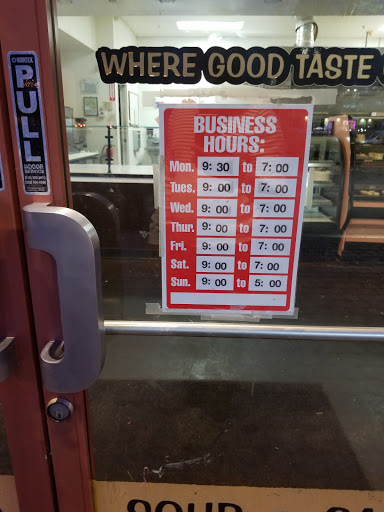 WHERE GOOD TASTE
NORTEK
PULL
BUSINESS
HOURS:
Mon. 9:30 to 7:00
Tues. 9:00 to 7:00
Wed. 9:00 to 7:00
Thur. 9:00 to 7:00
Fri. 9:00 to 7:00
Sat. 9:00 to 7:00
Sun. 9:00 to 5:00
SOUP